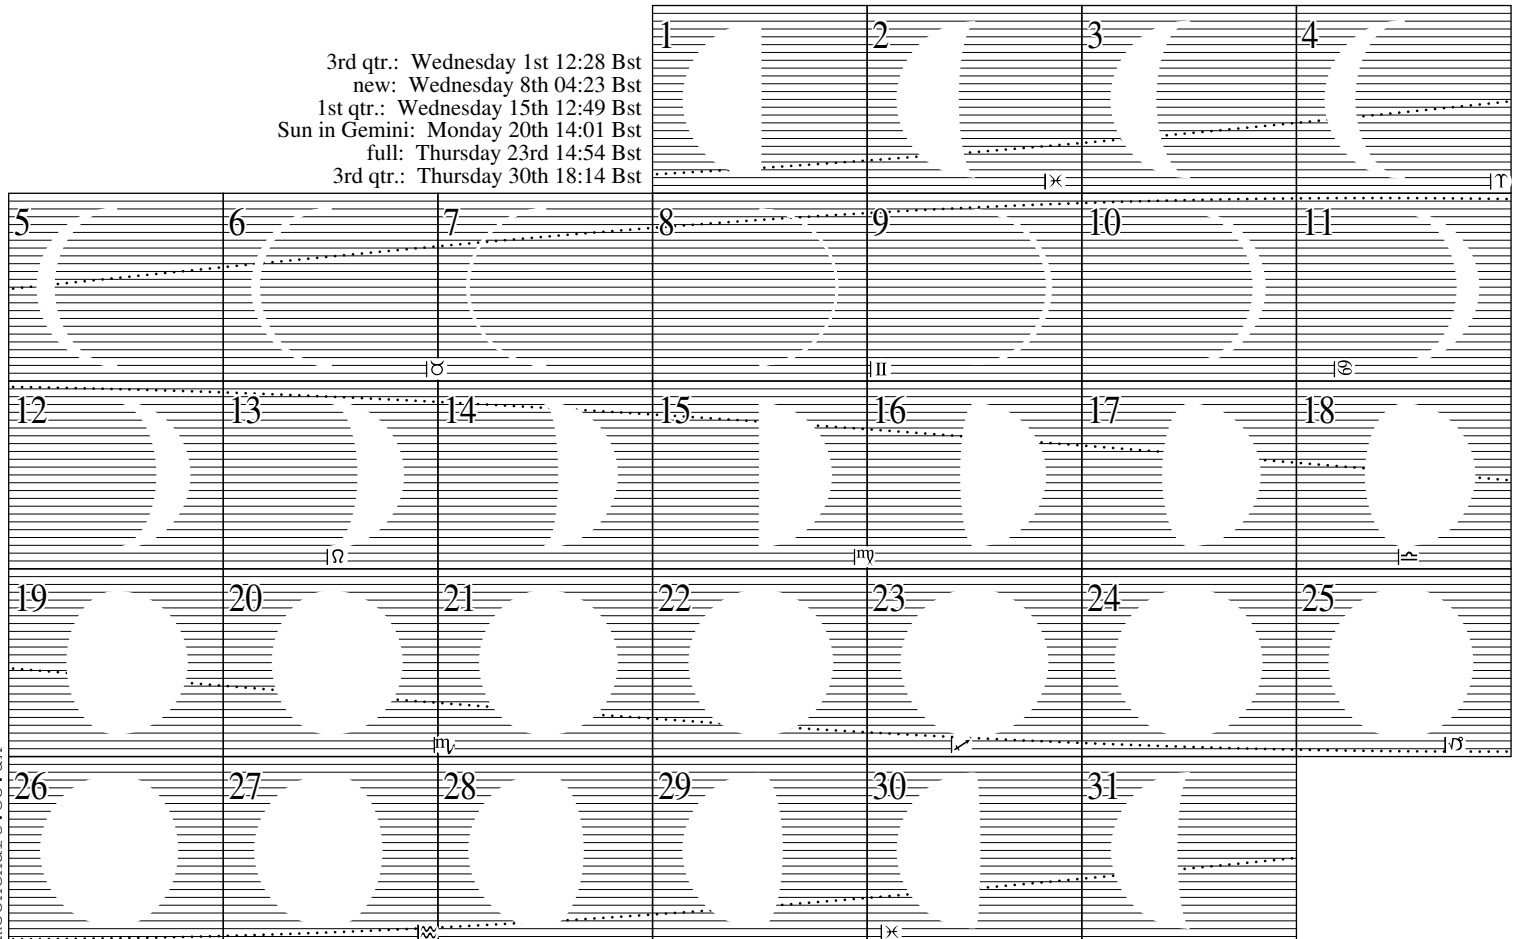 3rd qtr.: Wednesday 1st 12:28 Bst
new: Wednesday 8th 04:23 Bst
1st qtr.: Wednesday 15th 12:49 Bst
Sun in Gemini: Monday 20th 14:01 Bst
full: Thursday 23rd 14:54 Bst
3rd qtr.: Thursday 30th 18:14 Bst
1 2 3 4
♓ ♈
5 6 7 8 9 10 11
♉ ♊ ♋
12 13 14 15 16 17 18
♌ ♍ ♎
19 20 21 22 23 24 25
♏ ♐ ♑
26 27 28 29 30 31
♒ ♓